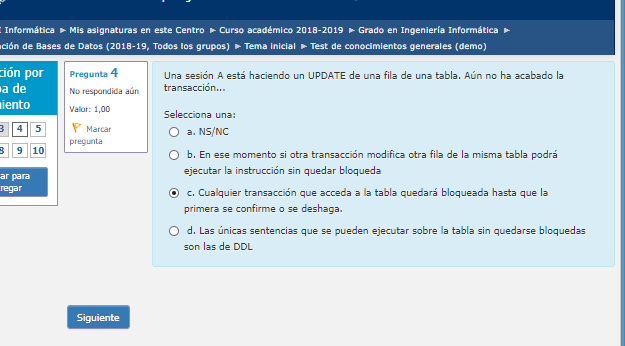 Informática ► Mis asignaturas en este Centro ► Curso académico 2018-2019 ► Grado en Ingeniería Informática ►
ción de Bases de Datos (2018-19, Todos los grupos) ► Tema inicial ► Test de conocimientos generales (demo)
ción por
a de
iento
3 4 5
8 9 10
ar para
regar
Pregunta 4
No respondida aún
Valor: 1,00
Marcar
pregunta
Una sesión A está haciendo un UPDATE de una fila de una tabla. Aún no ha acabado la
transacción...
Selecciona una:
a. NS/NC
b. En ese momento si otra transacción modifica otra fila de la misma tabla podrá
ejecutar la instrucción sin quedar bloqueda
c. Cualquier transacción que acceda a la tabla quedará bloqueada hasta que la
primera se confirme o se deshaga.
d. Las únicas sentencias que se pueden ejecutar sobre la tabla sin quedarse bloquedas
son las de DDL
Siguiente